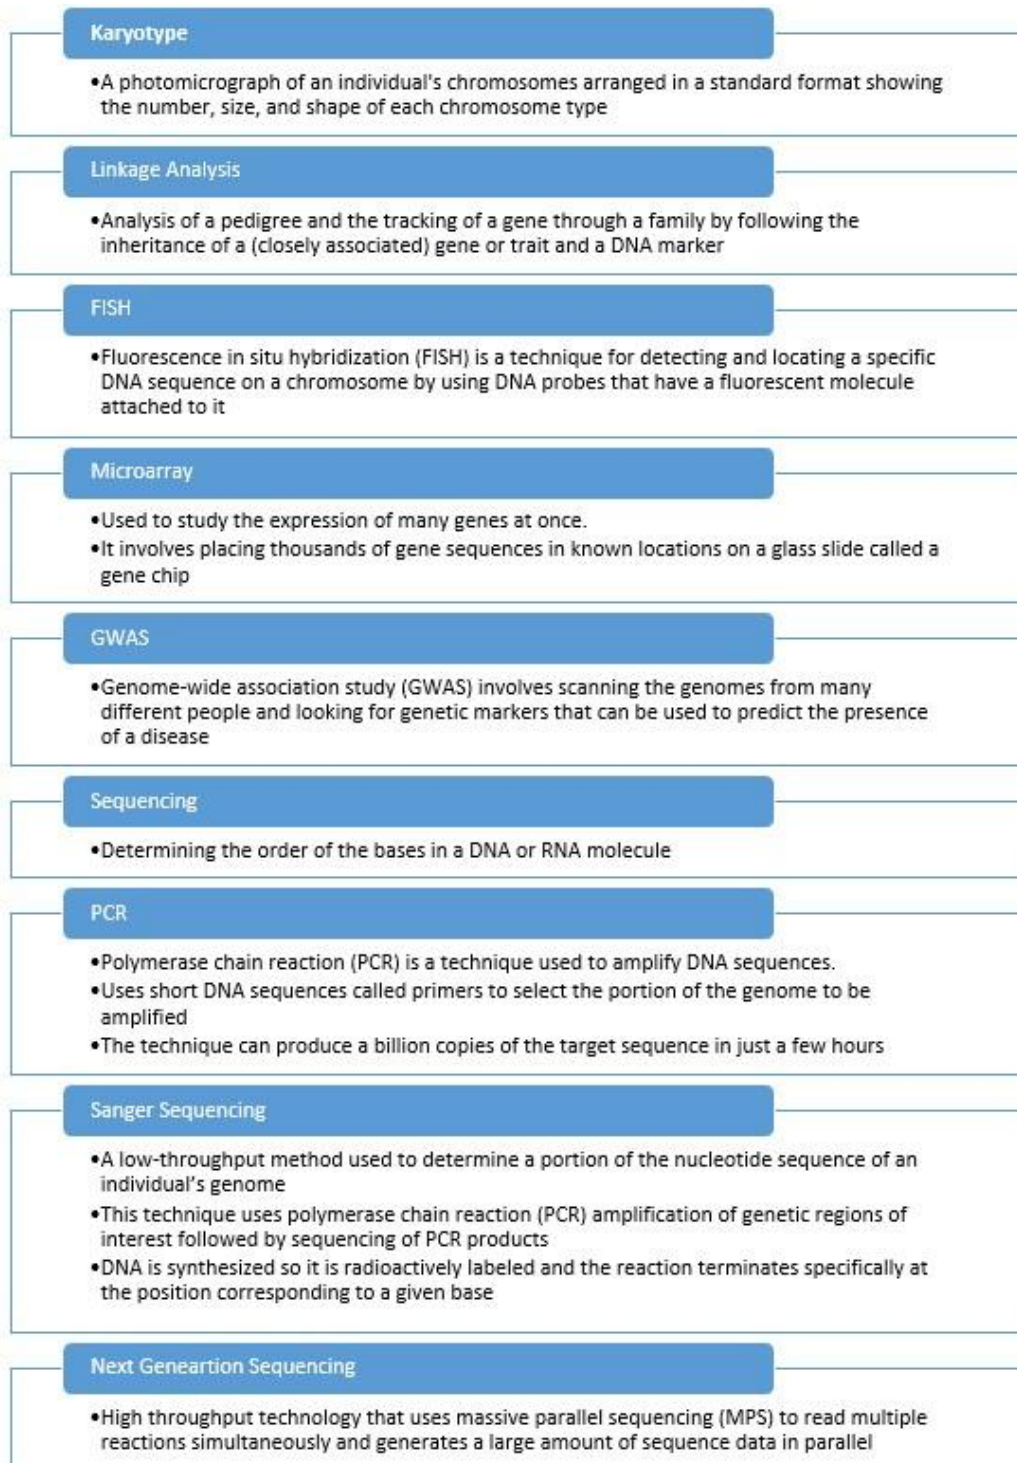 Karyotype
•A photomicrograph of an individual's chromosomes arranged in a standard format showing
the number, size, and shape of each chromosome type
Linkage Analysis
•Analysis of a pedigree and the tracking of a gene through a family by following the
inheritance of a (closely associated) gene or trait and a DNA marker
FISH
•Fluorescence in situ hybridization (FISH) is a technique for detecting and locating a specific
DNA sequence on a chromosome by using DNA probes that have a fluorescent molecule
attached to it
Microarray
•Used to study the expression of many genes at once.
•It involves placing thousands of gene sequences in known locations on a glass slide called a
gene chip
GWAS
•Genome-wide association study (GWAS) involves scanning the genomes from many
different people and looking for genetic markers that can be used to predict the presence
of a disease
Sequencing
•Determining the order of the bases in a DNA or RNA molecule
PCR
•Polymerase chain reaction (PCR) is a technique used to amplify DNA sequences.
•Uses short DNA sequences called primers to select the portion of the genome to be
amplified
•The technique can produce a billion copies of the target sequence in just a few hours
Sanger Sequencing
•A low-throughput method used to determine a portion of the nucleotide sequence of an
individual's genome
•This technique uses polymerase chain reaction (PCR) amplification of genetic regions of
interest followed by sequencing of PCR products
•DNA is synthesized so it is radioactively labeled and the reaction terminates specifically at
the position corresponding to a given base
Next Geneartion Sequencing
•High throughput technology that uses massive parallel sequencing (MPS) to read multiple
reactions simultaneously and generates a large amount of sequence data in parallel